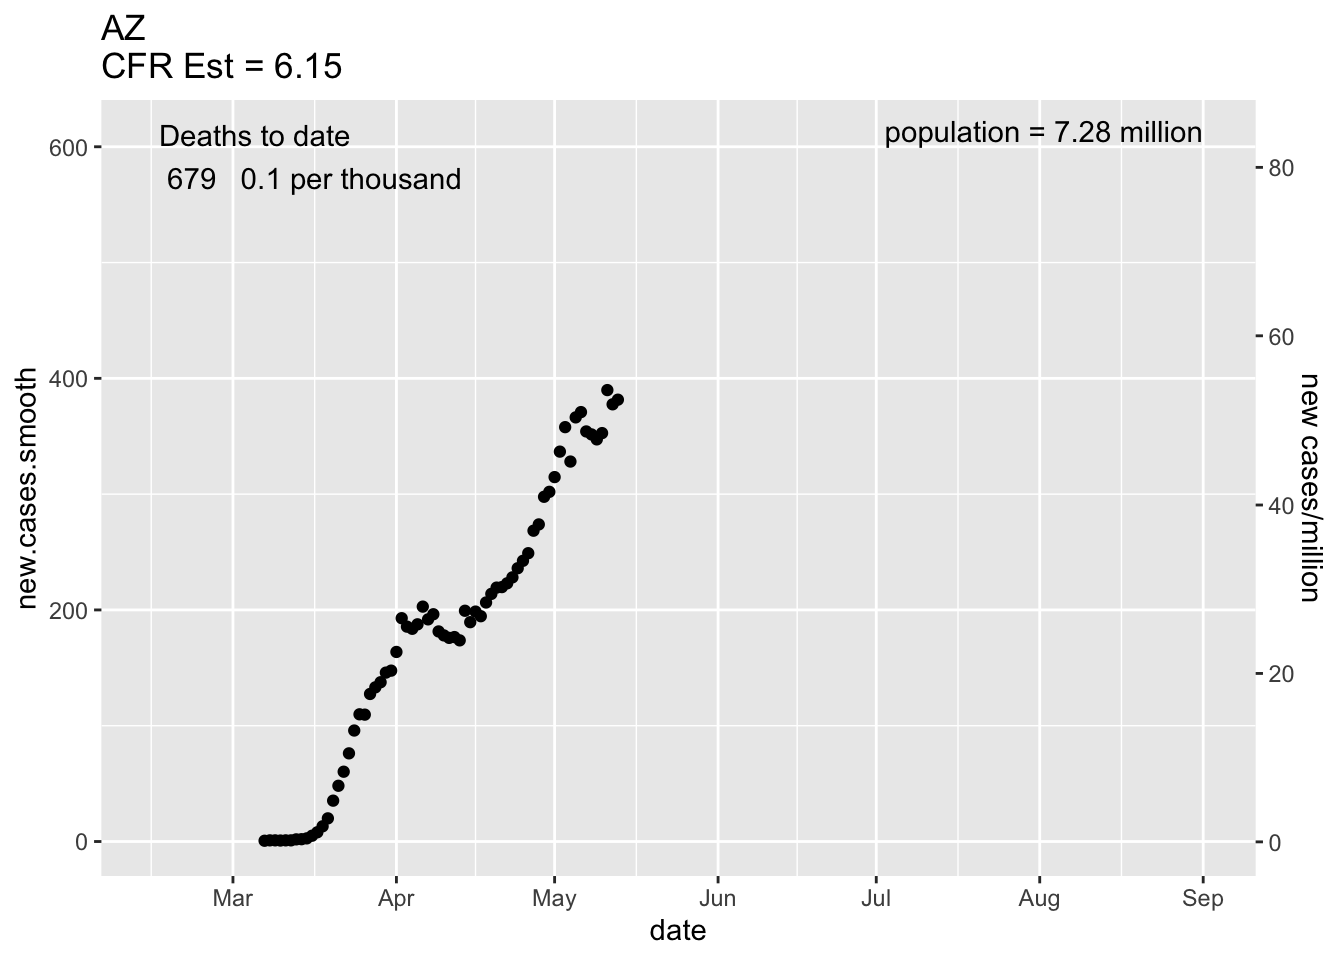 AZ
CFR Est = 6.15
Deaths to date
679 0.1 per thousand
population = 7.28 million
600
400
200
0
new.cases.smooth
80
60
40
20
0
new cases/million
Mar Apr May Jun Jul Aug Sep
date